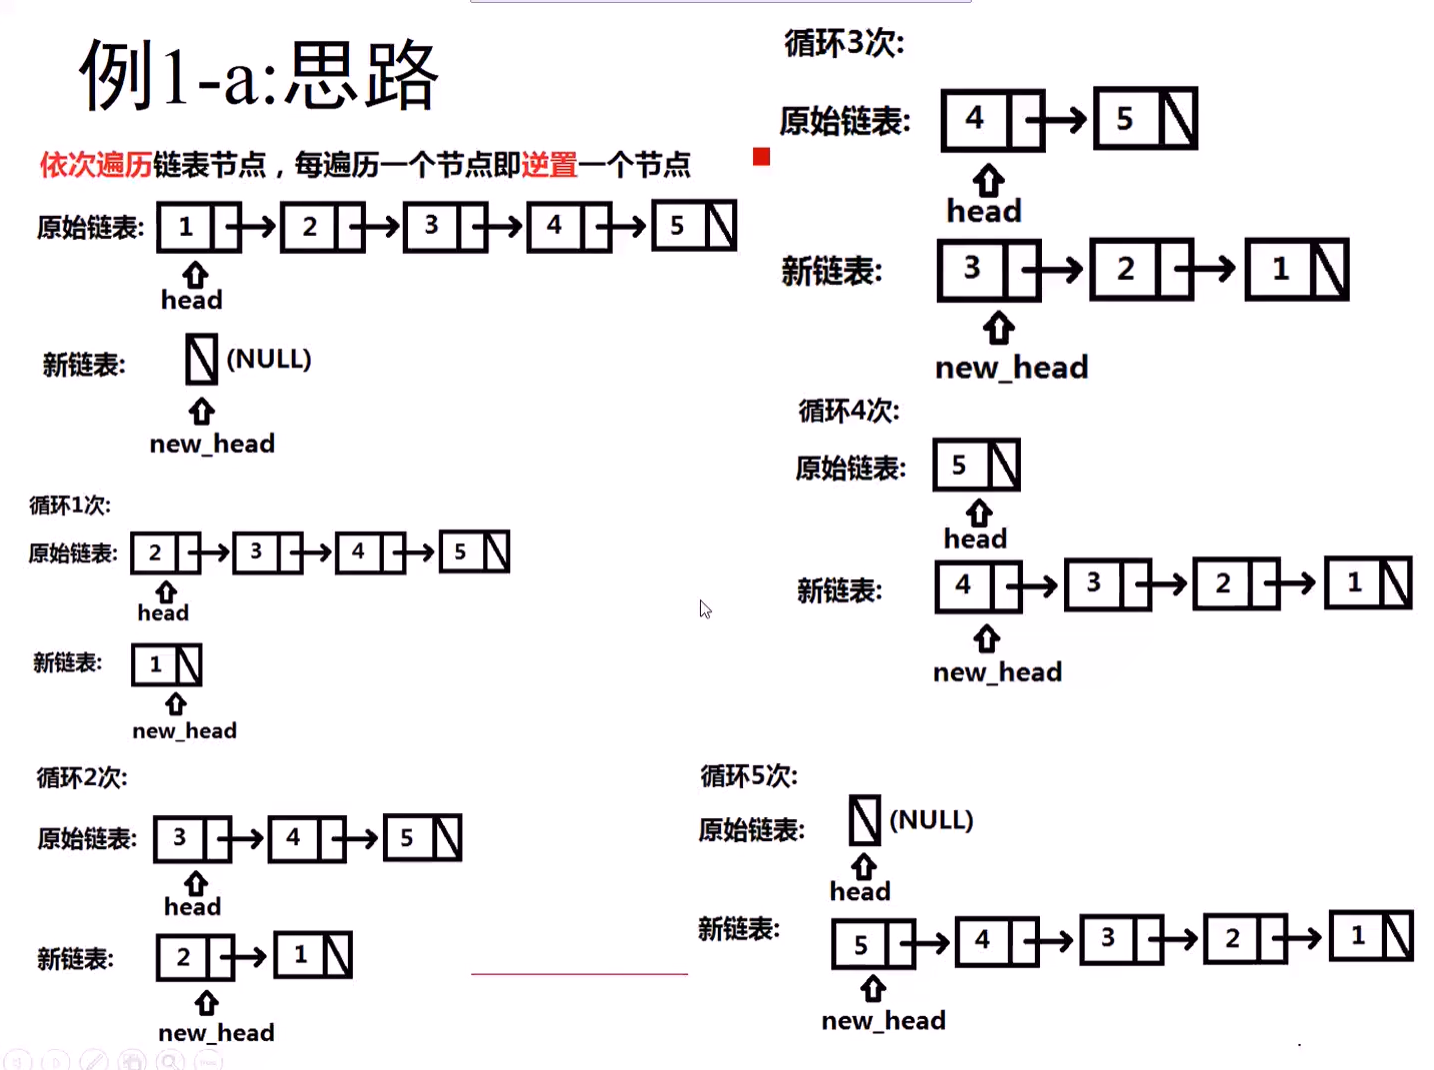 例1-a:思路
依次遍历链表节点，每遍历一个节点即逆置一个节点
原始链表: 1 2 3 4 5
head
新链表: (NULL)
new_head
循环1次:
原始链表: 2 3 4 5
head
新链表: 1
new_head
循环2次:
原始链表: 3 4 5
head
新链表: 2 1
new_head
循环3次:
原始链表: 4 5
head
新链表: 3 2 1
new_head
循环4次:
原始链表: 5
head
新链表: 4 3 2 1
new_head
循环5次:
原始链表: (NULL)
head
新链表: 5 4 3 2 1
new_head